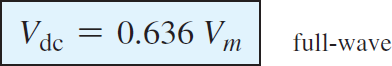 V_dc = 0.636 V_m full-wave